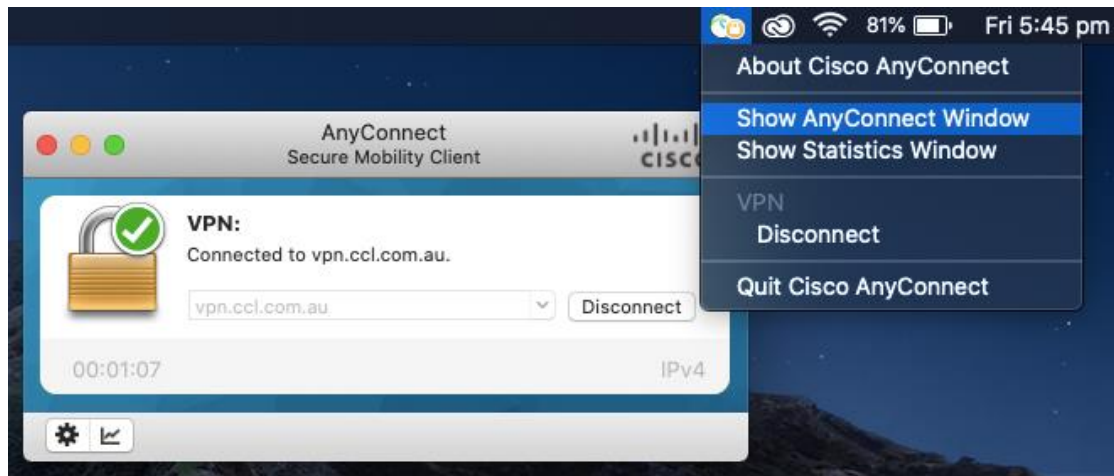 81% Fri 5:45 pm
About Cisco AnyConnect
Show AnyConnect Window
Show Statistics Window
VPN
Disconnect
Quit Cisco AnyConnect
AnyConnect
Secure Mobility Client
CISC
VPN:
Connected to vpn.ccl.com.au.
vpn.ccl.com.au
Disconnect
00:01:07
IPv4